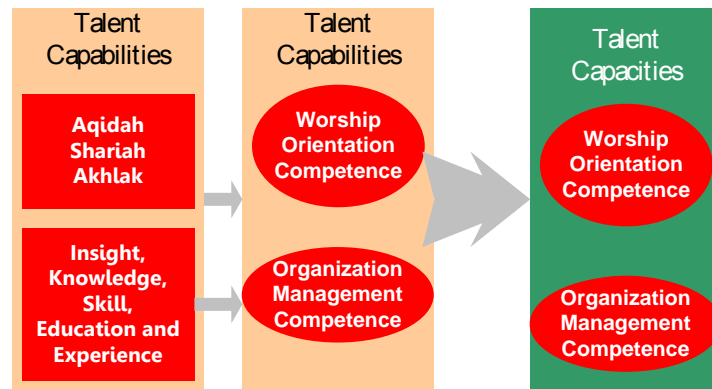 Talent
Capabilities
Aqidah
Shariah
Akhlak
Insight,
Knowledge,
Skill,
Education and
Experience
Talent
Capabilities
Worship
Orientation
Competence
Organization
Management
Competence
Talent
Capacities
Worship
Orientation
Competence
Organization
Management
Competence